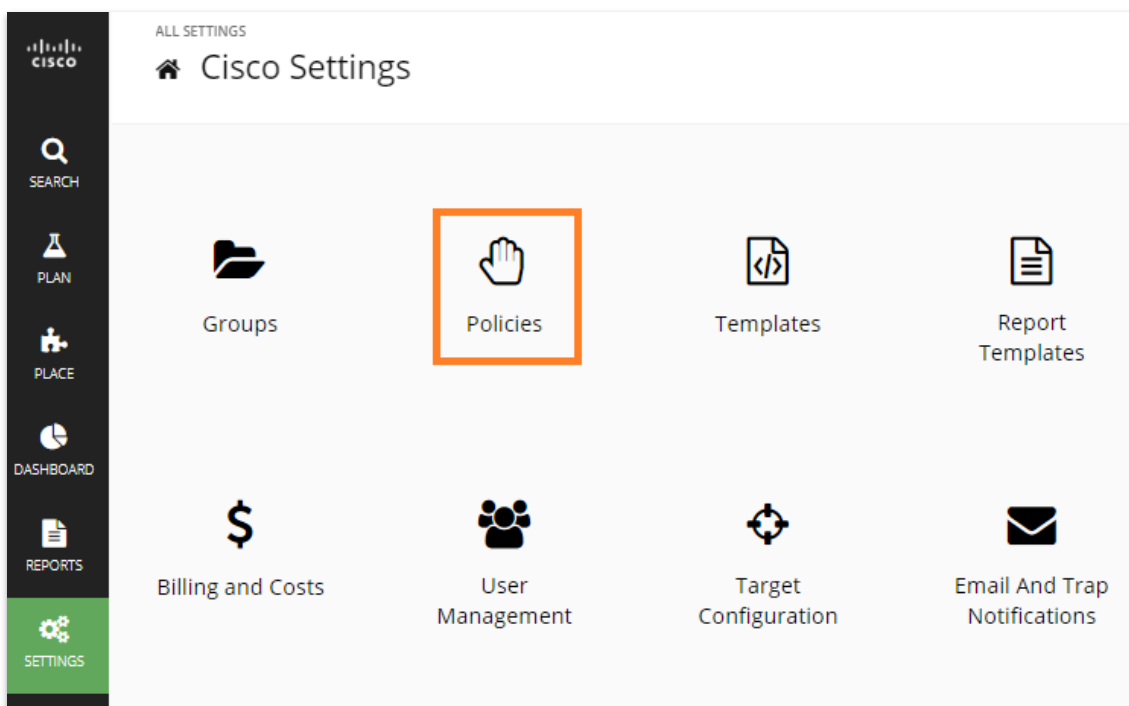 CISCO
SEARCH
PLAN
PLACE
DASHBOARD
REPORTS
SETTINGS
ALL SETTINGS
Cisco Settings
Groups
Policies
Templates
Report
Templates
Billing and Costs
User
Management
Target
Configuration
Email And Trap
Notifications